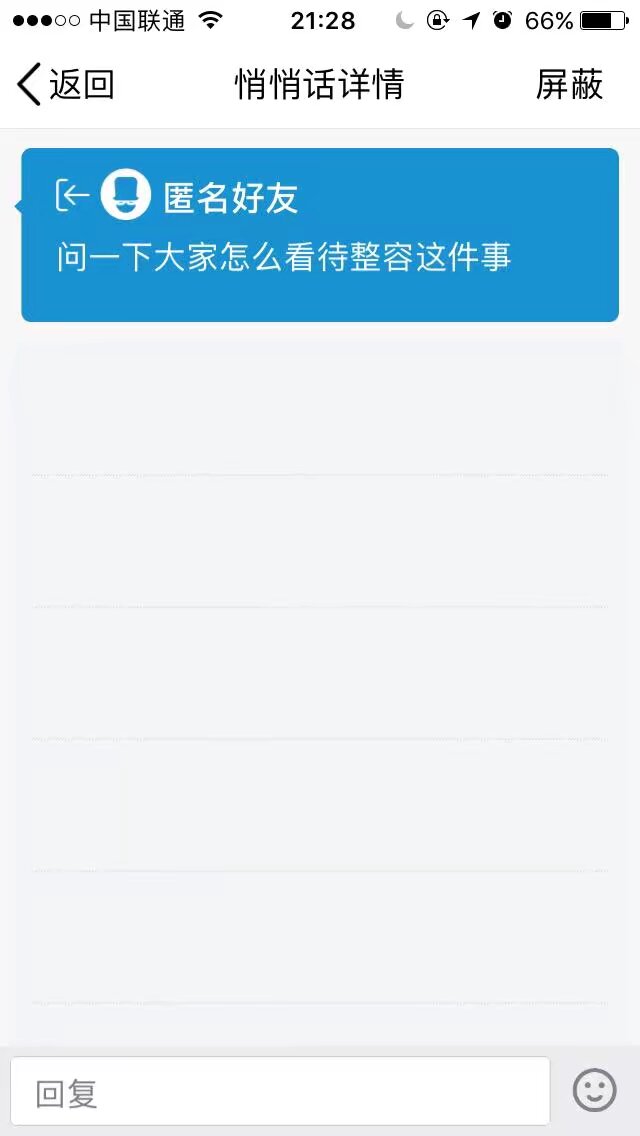 中国联通 21:28 66%
返回 悄悄话详情 屏蔽
匿名好友
问一下大家怎么看待整容这件事
回复